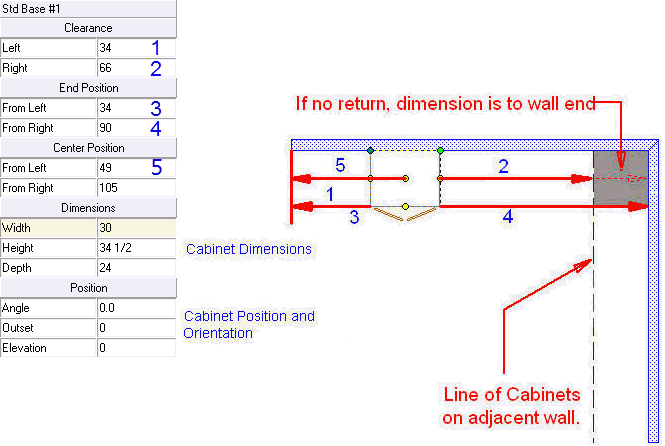 Std Base #1
Clearance
Left 34 1
Right 66 2
End Position
From Left 34 3
From Right 90 4
Center Position
From Left 49 5
From Right 105
Dimensions
Width 30
Height 34 1/2
Depth 24
Position
Angle 0.0
Outset 0
Elevation 0
Cabinet Dimensions
Cabinet Position and
Orientation
If no return, dimension is to wall end
5 2
1
3 4
Line of Cabinets
on adjacent wall.